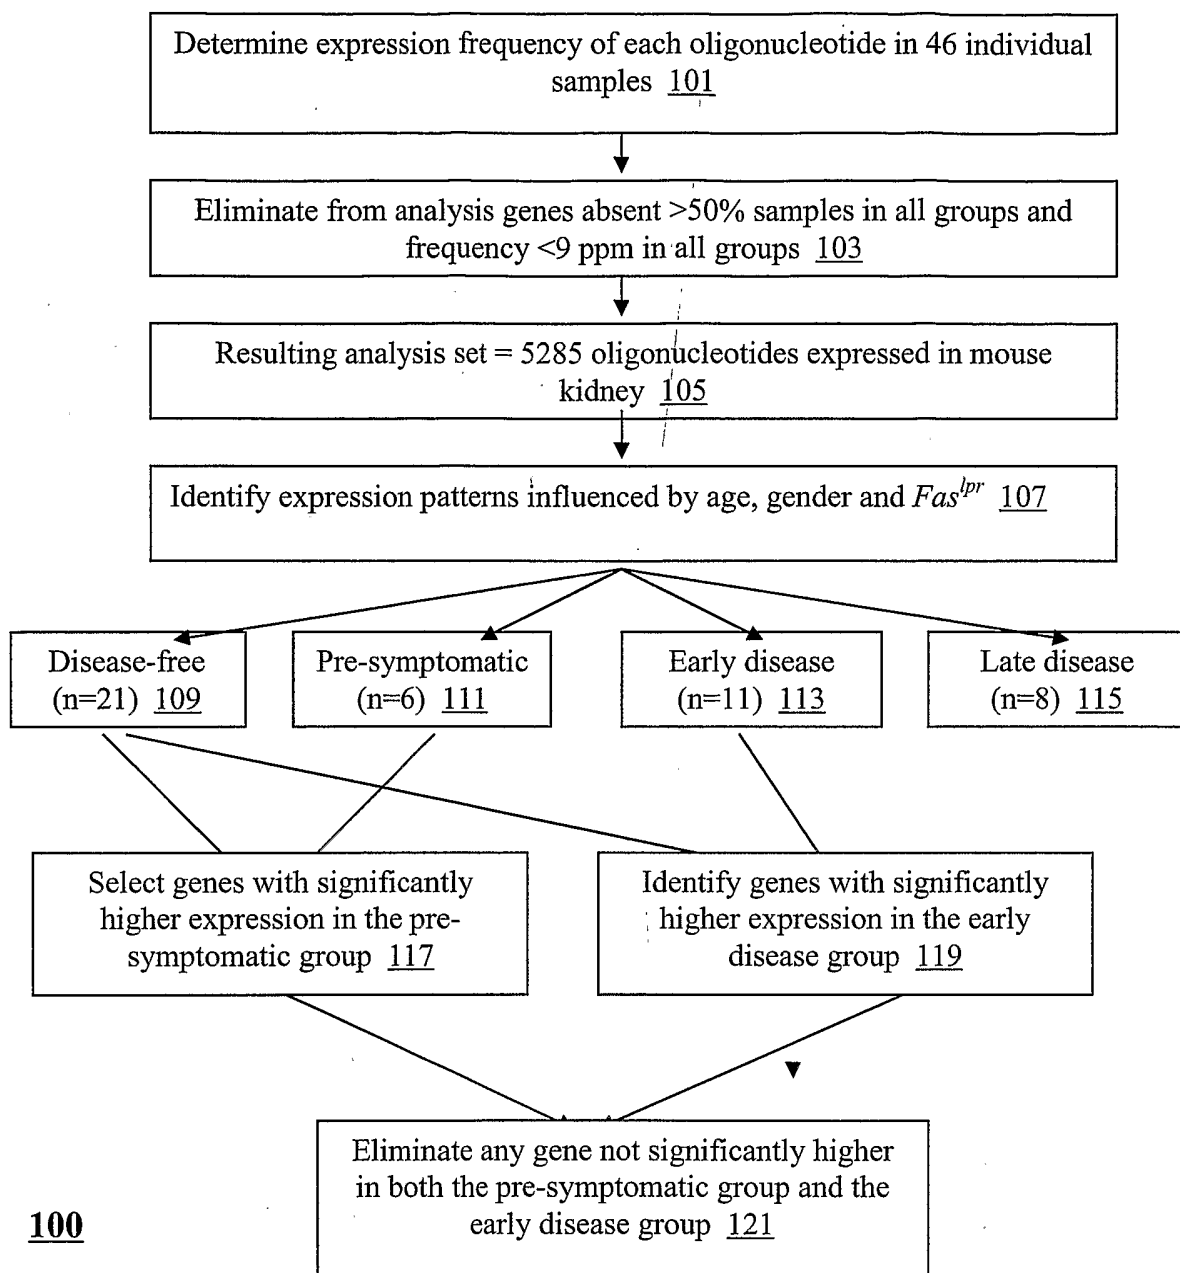 Determine expression frequency of each oligonucleotide in 46 individual
samples 101
Eliminate from analysis genes absent >50% samples in all groups and
frequency <9 ppm in all groups 103
Resulting analysis set = 5285 oligonucleotides expressed in mouse
kidney 105
Identify expression patterns influenced by age, gender and Fas^lpr 107
Disease-free
(n=21) 109
Pre-symptomatic
(n=6) 111
Early disease
(n=11) 113
Late disease
(n=8) 115
Select genes with significantly
higher expression in the pre-
symptomatic group 117
Identify genes with significantly
higher expression in the early
disease group 119
Eliminate any gene not significantly higher
in both the pre-symptomatic group and the
early disease group 121
100